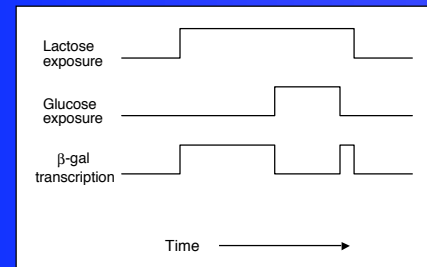 Lactose
exposure
Glucose
exposure
β-gal
transcription
Time